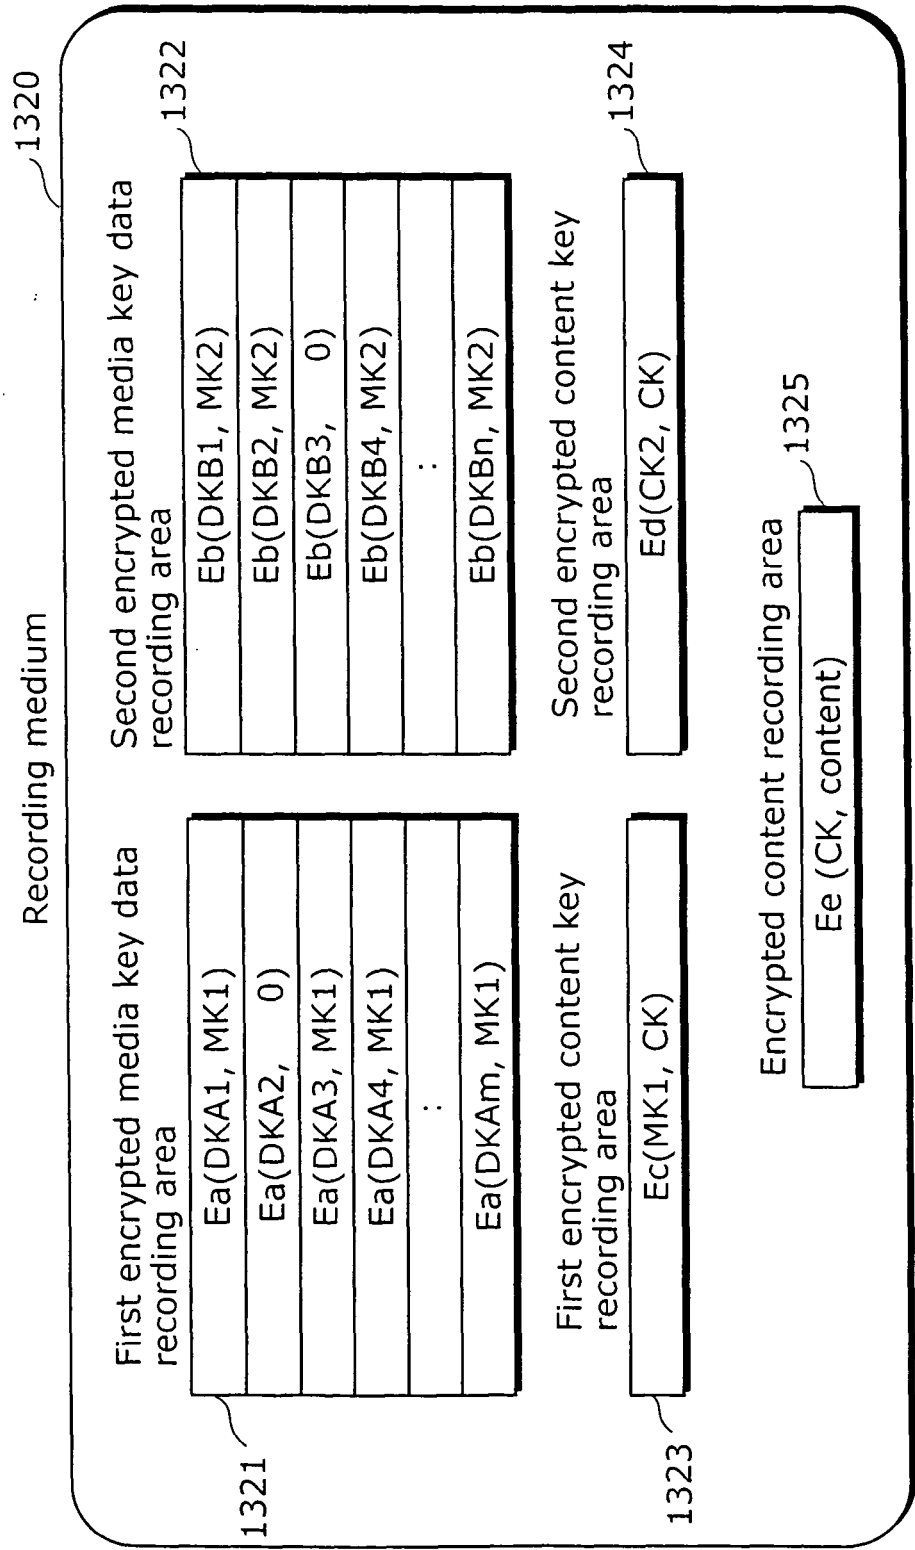 Recording medium
1320
First encrypted media key data
recording area
Ea(DKA1, MK1)
Ea(DKA2, 0)
Ea(DKA3, MK1)
Ea(DKA4, MK1)
:
Ea(DKAm, MK1)
1321
Second encrypted media key data
recording area
1322
Eb(DKB1, MK2)
Eb(DKB2, MK2)
Eb(DKB3, 0)
Eb(DKB4, MK2)
:
Eb(DKBn, MK2)
First encrypted content key
recording area
Ec(MK1, CK)
1323
Second encrypted content key
recording area
1324
Ed(CK2, CK)
Encrypted content recording area
1325
Ee (CK, content)